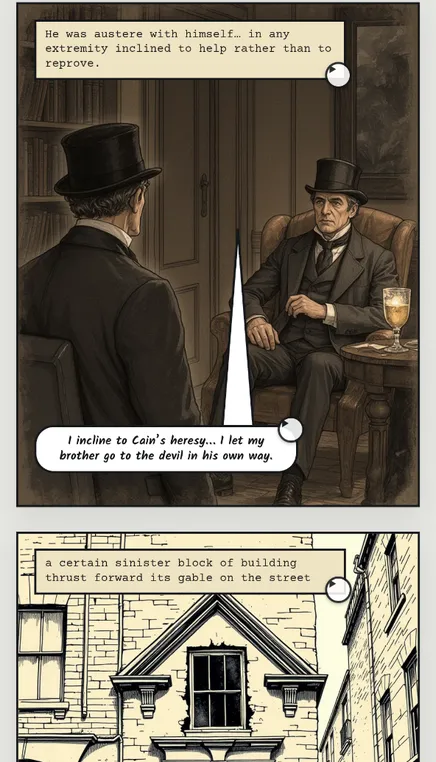 He was austere with himself… in any
extremity inclined to help rather than to
reprove.
I incline to Cain's heresy... I let my
brother go to the devil in his own way.
a certain sinister block of building
thrust forward its gable on the street